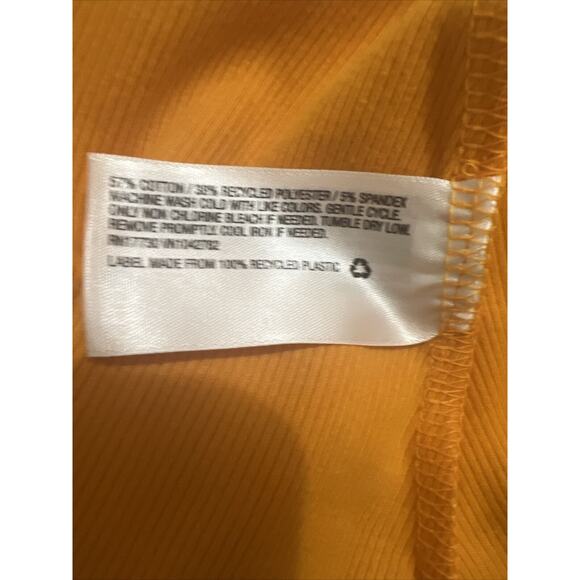 57% COTTON / 38% RECYCLED POLYESTER / 5% SPANDEX
MACHINE WASH COLD WITH LIKE COLORS. GENTLE CYCLE.
ONLY NON CHLORINE BLEACH IF NEEDED. TUMBLE DRY LOW.
REMOVE PROMPTLY. COOL IRON IF NEEDED.
RN17730 VN1042782
LABEL MADE FROM 100% RECYCLED PLASTIC